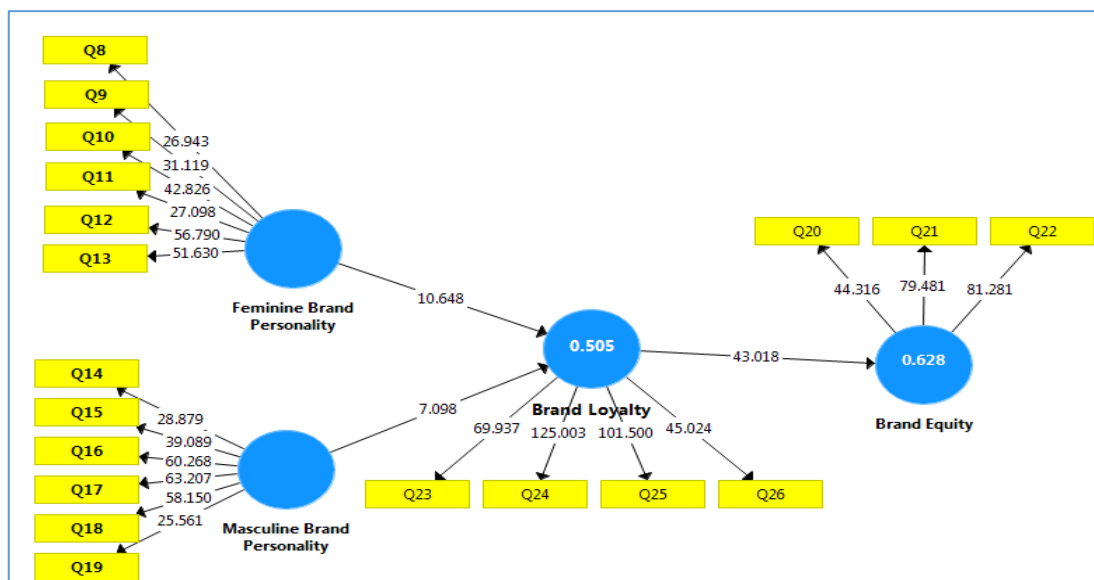 Q8
Q9
Q10
Q11
Q12
Q13
26.943
31.119
42.826
27.098
56.790
51.630
Feminine Brand
Personality
10.648
Q14
Q15
Q16
Q17
Q18
Q19
28.879
39.089
60.268
63.207
58.150
25.561
Masculine Brand
Personality
7.098
0.505
Brand Loyalty
69.937
125.003
101.500
45.024
Q23
Q24
Q25
Q26
43.018
Q20
Q21
Q22
44.316
79.481
81.281
0.628
Brand Equity